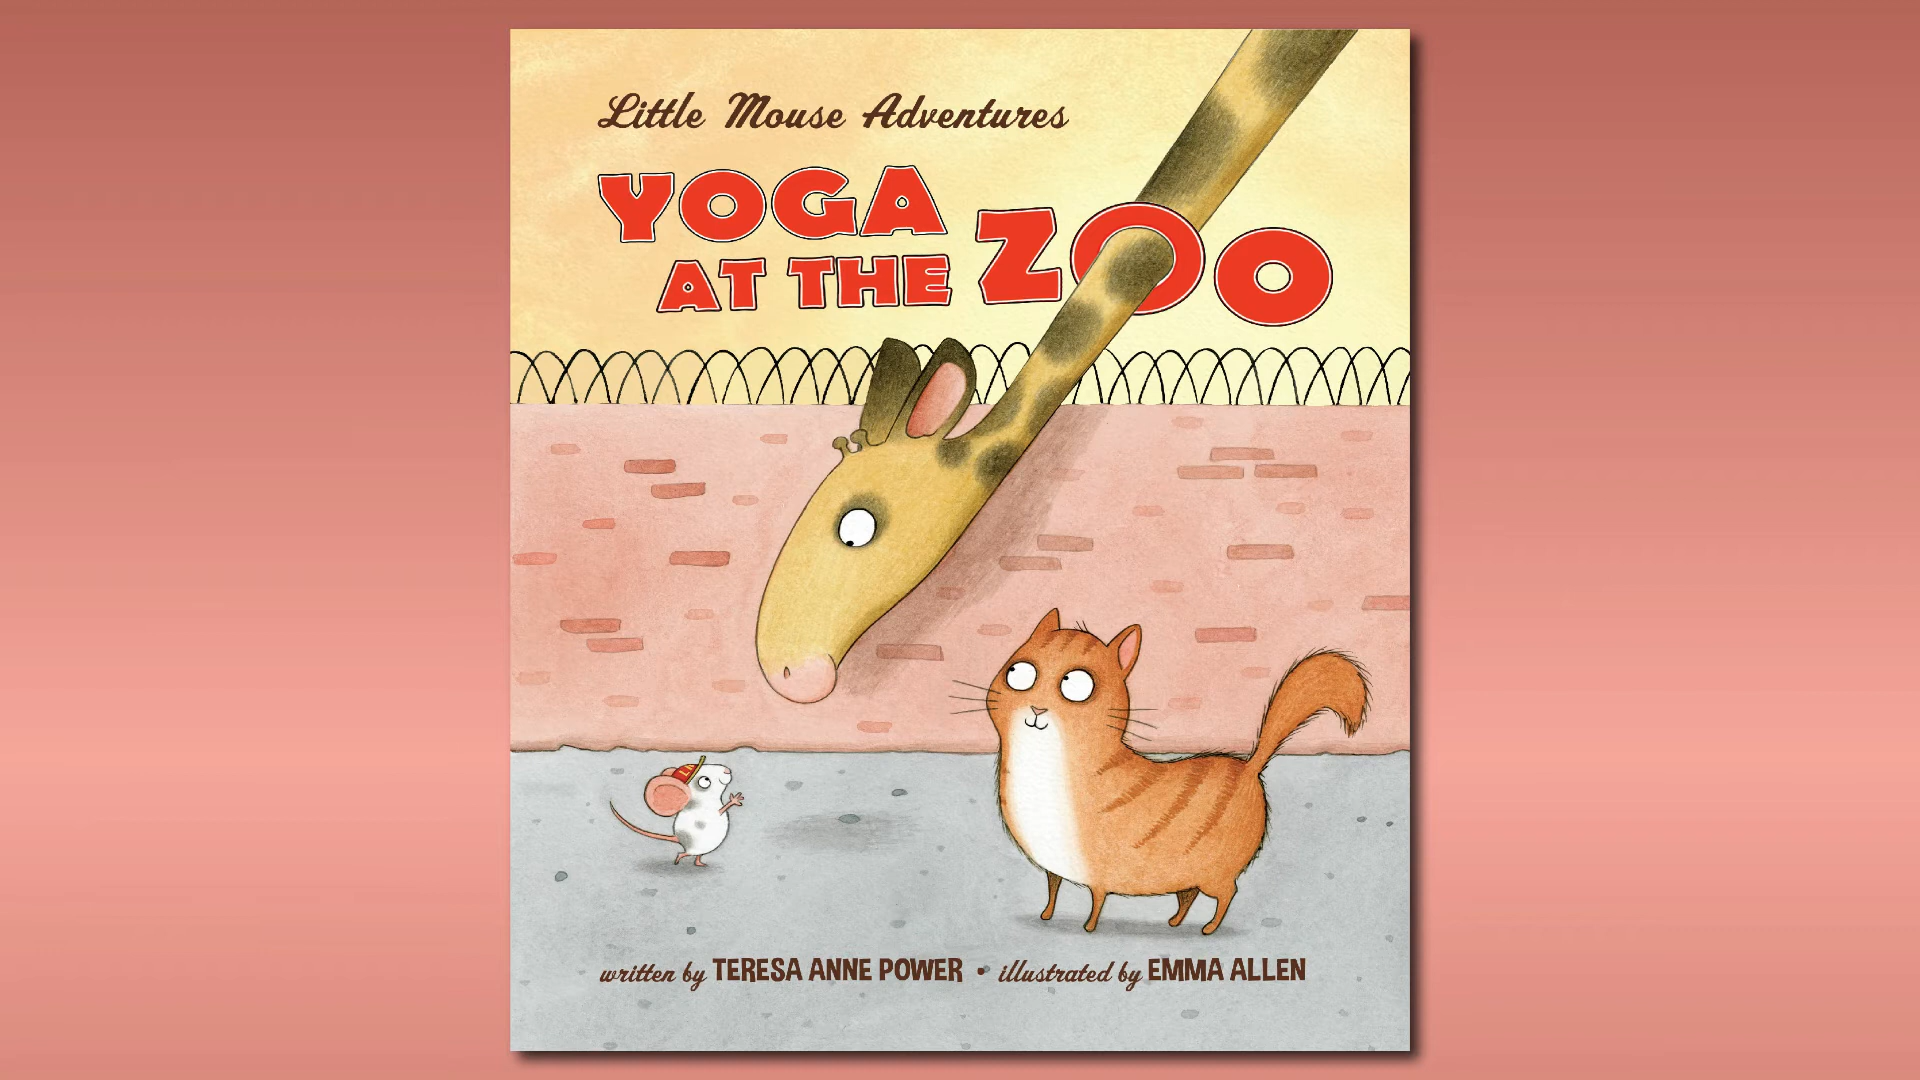 Little Mouse Adventures
YOGA
AT THE ZOO
written by TERESA ANNE POWER • illustrated by EMMA ALLEN